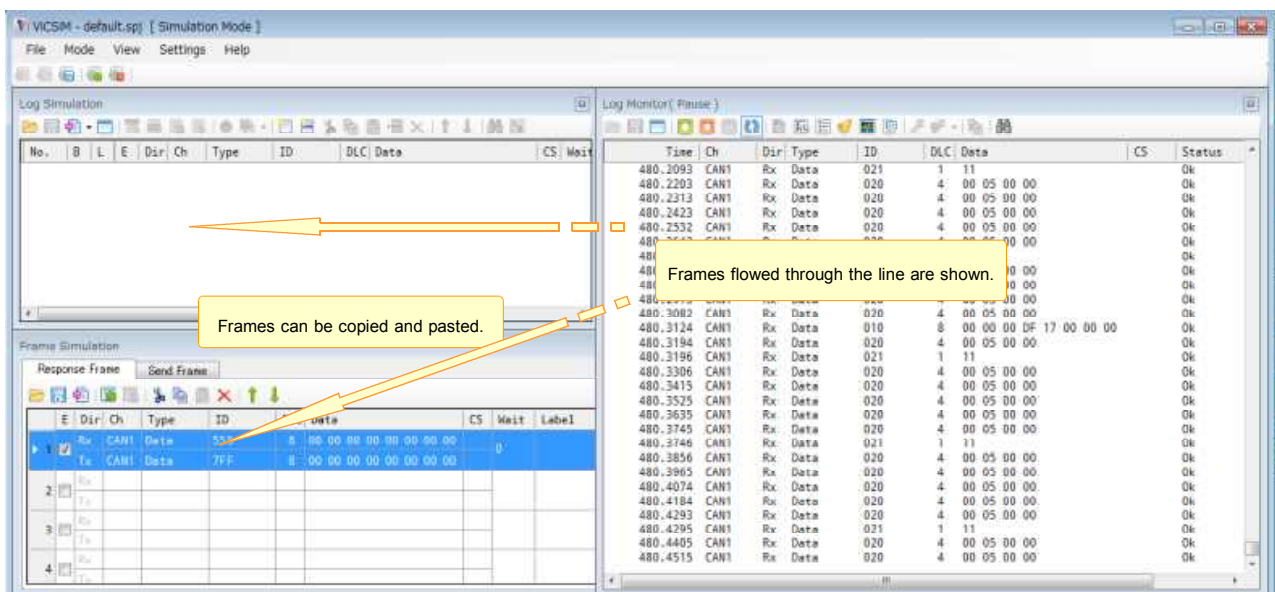 VICSIM - default.spj [ Simulation Mode ]
File Mode View Settings Help
Log Simulation
No. B L E Dir Ch Type ID DLC Data CS Wait
Frames can be copied and pasted.
Frame Simulation
Response Frame Send Frame
E Dir Ch Type ID Data CS Wait Label
1 Rx CAN1 Data 8 00 00 00 00 00 00 00 00 0
Tx CAN1 Data 7FF 8 00 00 00 00 00 00 00 00
2 Rx
Tx
3 Rx
Tx
4 Rx
Tx
Log Monitor( Pause )
Time Ch Dir Type ID DLC Data CS Status
480.2093 CAN1 Rx Data 021 1 11 Ok
480.2203 CAN1 Rx Data 020 4 00 05 00 00 Ok
480.2313 CAN1 Rx Data 020 4 00 05 00 00 Ok
480.2423 CAN1 Rx Data 020 4 00 05 00 00 Ok
480.2532 CAN1 Rx Data 020 4 00 05 00 00 Ok
Ok
Ok
Frames flowed through the line are shown.
Ok
Ok
Ok
480.3082 CAN1 Rx Data 020 4 00 05 00 00 Ok
480.3124 CAN1 Rx Data 010 8 00 00 00 DF 17 00 00 00 Ok
480.3194 CAN1 Rx Data 020 4 00 05 00 00 Ok
480.3196 CAN1 Rx Data 021 1 11 Ok
480.3306 CAN1 Rx Data 020 4 00 05 00 00 Ok
480.3415 CAN1 Rx Data 020 4 00 05 00 00 Ok
480.3525 CAN1 Rx Data 020 4 00 05 00 00 Ok
480.3635 CAN1 Rx Data 020 4 00 05 00 00 Ok
480.3745 CAN1 Rx Data 020 4 00 05 00 00 Ok
480.3746 CAN1 Rx Data 021 1 11 Ok
480.3856 CAN1 Rx Data 020 4 00 05 00 00 Ok
480.3965 CAN1 Rx Data 020 4 00 05 00 00 Ok
480.4074 CAN1 Rx Data 020 4 00 05 00 00 Ok
480.4184 CAN1 Rx Data 020 4 00 05 00 00 Ok
480.4293 CAN1 Rx Data 020 4 00 05 00 00 Ok
480.4295 CAN1 Rx Data 021 1 11 Ok
480.4405 CAN1 Rx Data 020 4 00 05 00 00 Ok
480.4515 CAN1 Rx Data 020 4 00 05 00 00 Ok